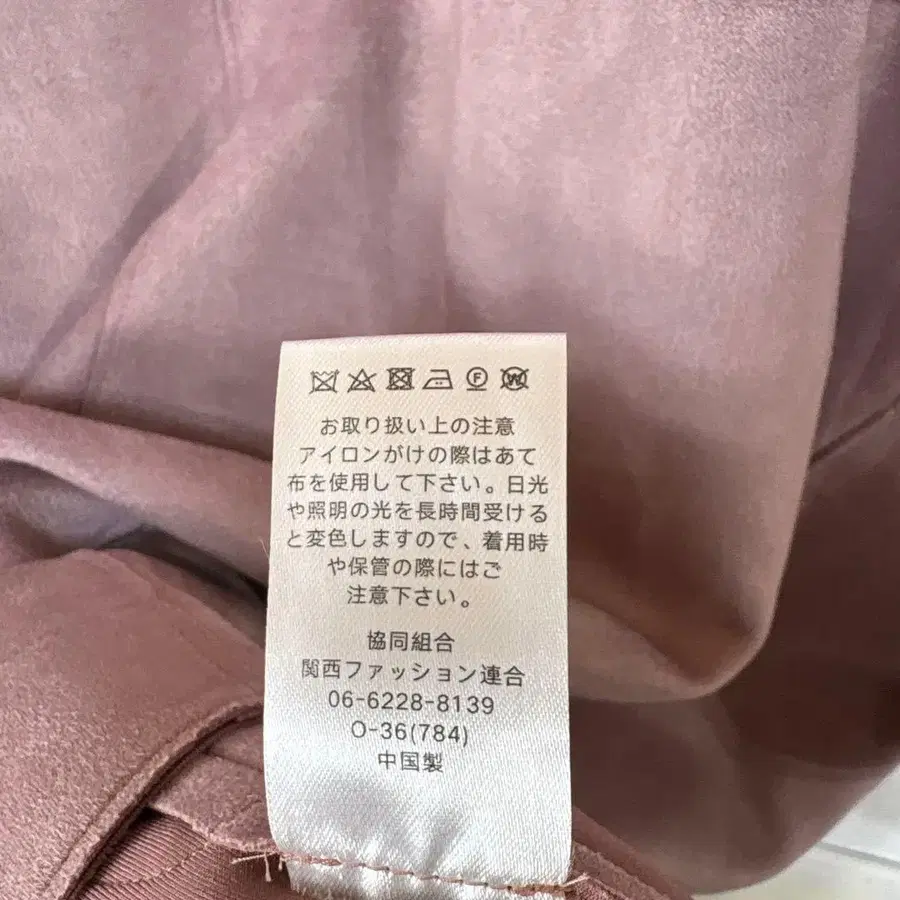 F W
お取り扱い上の注意
アイロンがけの際はあて
布を使用して下さい。日光
や照明の光を長時間受ける
と変色しますので、着用時
や保管の際にはご
注意下さい。
協同組合
関西ファッション連合
06-6228-8139
O-36(784)
中国製